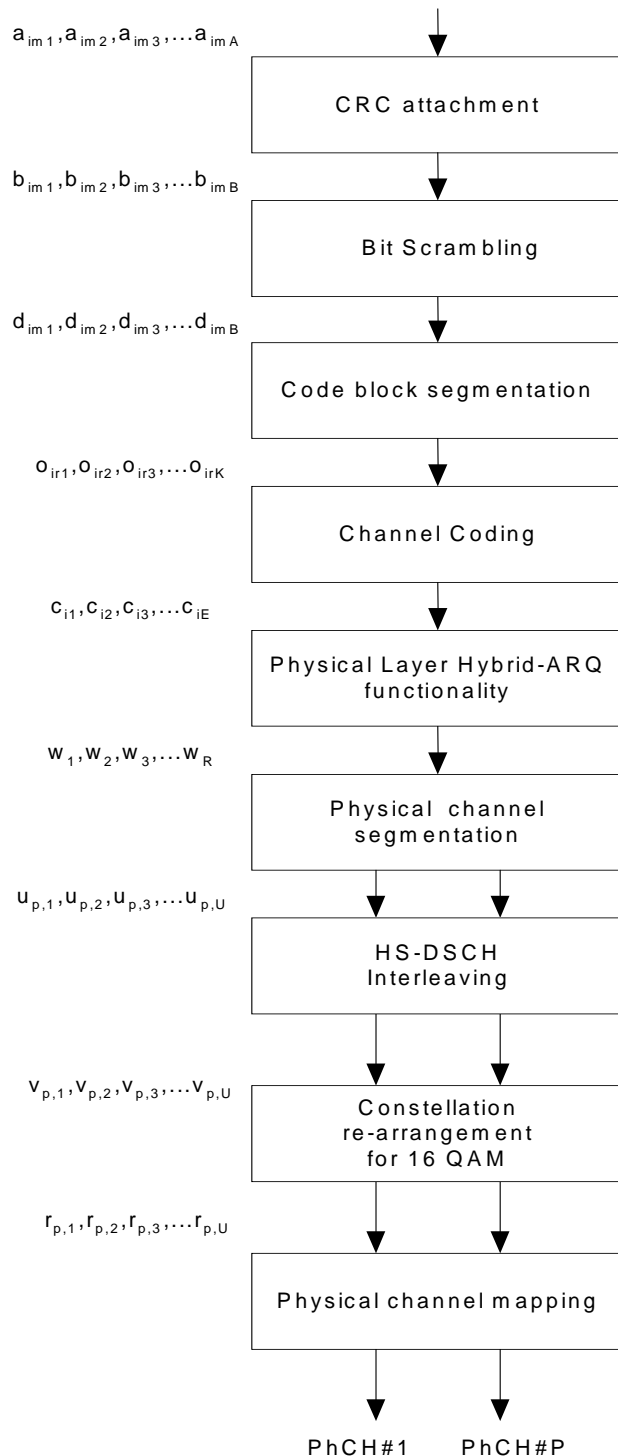 a_im1,a_im2,a_im3,...a_imA
CRC attachment
b_im1,b_im2,b_im3,...b_imB
Bit Scrambling
d_im1,d_im2,d_im3,...d_imB
Code block segmentation
o_ir1,o_ir2,o_ir3,...o_irK
Channel Coding
c_i1,c_i2,c_i3,...c_iE
Physical Layer Hybrid-ARQ
functionality
w_1,w_2,w_3,...w_R
Physical channel
segmentation
u_p,1,u_p,2,u_p,3,...u_p,U
HS-DSCH
Interleaving
v_p,1,v_p,2,v_p,3,...v_p,U
Constellation
re-arrangement
for 16 QAM
r_p,1,r_p,2,r_p,3,...r_p,U
Physical channel mapping
PhCH#1 PhCH#P